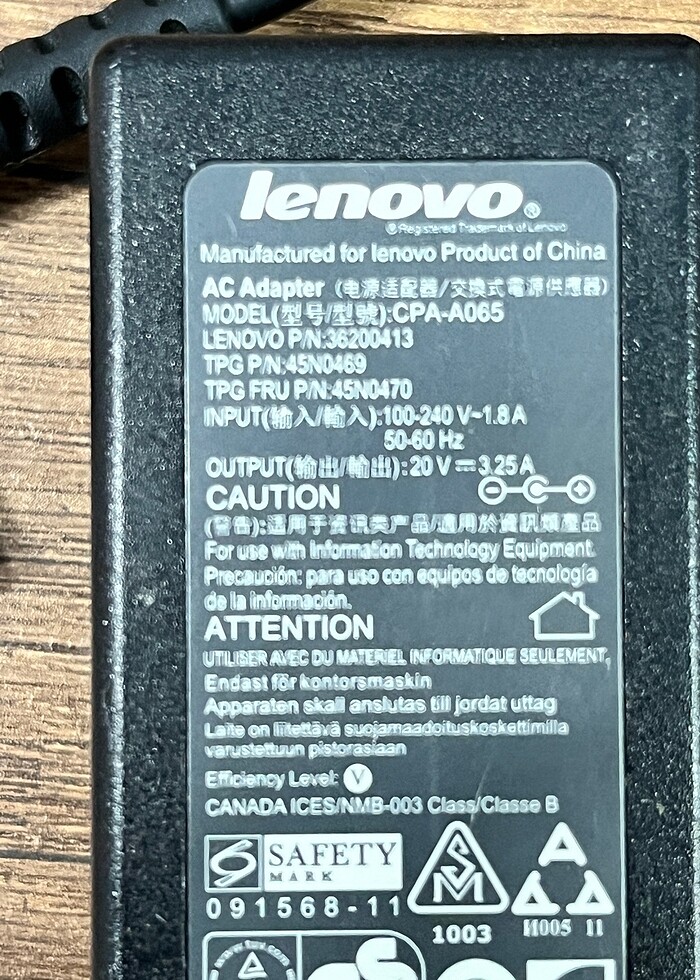 lenovo®
® Registered Trademark of Lenovo
Manufactured for lenovo Product of China
AC Adapter (电源适配器/交換式電源供應器)
MODEL(型号/型號):CPA-A065
LENOVO P/N:36200413
TPG P/N:45N0469
TPG FRU P/N:45N0470
INPUT(输入/輸入):100-240 V~1.8 A
50-60 Hz
OUTPUT(输出/輸出):20 V⎓3.25 A
CAUTION
(警告):适用于资讯类产品/適用於資訊類產品
For use with Information Technology Equipment.
Precaución: para uso con equipos de tecnología
de la información.
ATTENTION
UTILISER AVEC DU MATERIEL INFORMATIQUE SEULEMENT,
Endast för kontorsmaskin
Apparaten skall anslutas till jordat uttag
Laite on liitettävä suojamaadoituskoskettimilla
varustettuun pistorasiaan
Efficiency Level: V
CANADA ICES/NMB-003 Class/Classe B
S SAFETY
MARK
091568-11
SM
1003
A
И005 11
www.tuv.com
GS